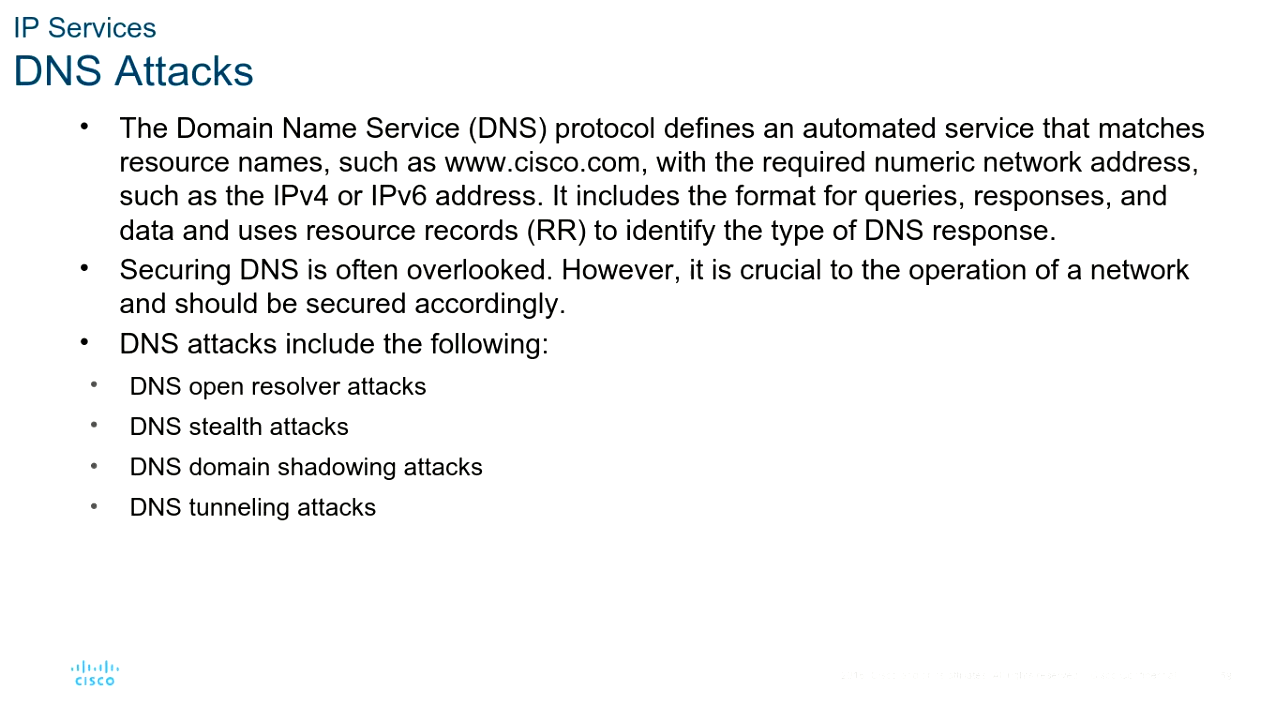 IP Services
DNS Attacks
• The Domain Name Service (DNS) protocol defines an automated service that matches
resource names, such as www.cisco.com, with the required numeric network address,
such as the IPv4 or IPv6 address. It includes the format for queries, responses, and
data and uses resource records (RR) to identify the type of DNS response.
• Securing DNS is often overlooked. However, it is crucial to the operation of a network
and should be secured accordingly.
• DNS attacks include the following:
• DNS open resolver attacks
• DNS stealth attacks
• DNS domain shadowing attacks
• DNS tunneling attacks
CISCO